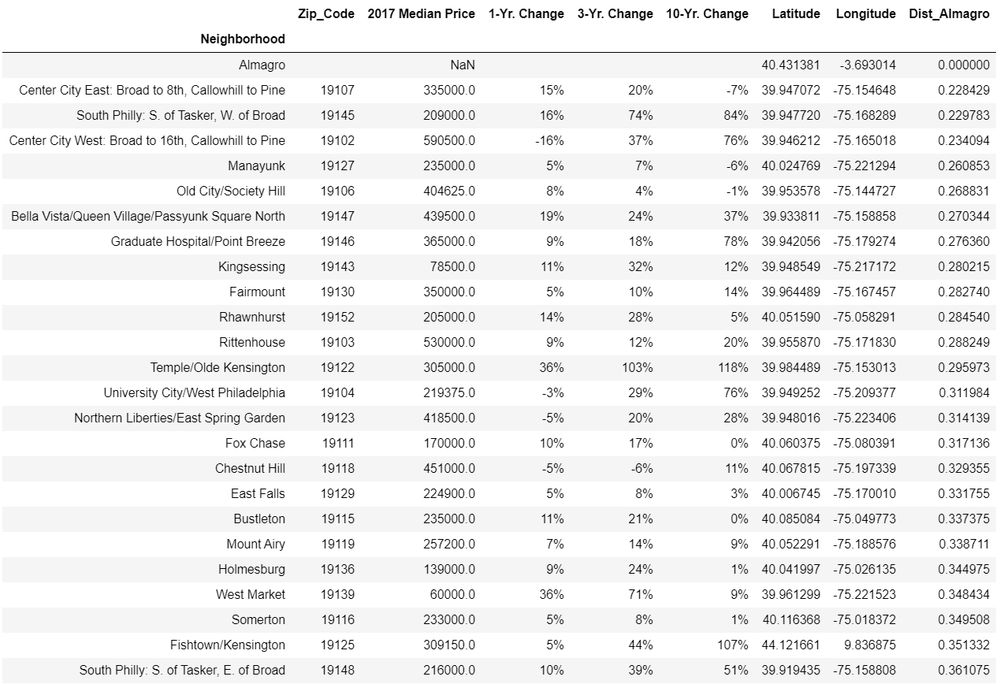 Zip_Code 2017 Median Price 1-Yr. Change 3-Yr. Change 10-Yr. Change Latitude Longitude Dist_Almagro
Neighborhood
Almagro NaN 40.431381 -3.693014 0.000000
Center City East: Broad to 8th, Callowhill to Pine 19107 335000.0 15% 20% -7% 39.947072 -75.154648 0.228429
South Philly: S. of Tasker, W. of Broad 19145 209000.0 16% 74% 84% 39.947720 -75.168289 0.229783
Center City West: Broad to 16th, Callowhill to Pine 19102 590500.0 -16% 37% 76% 39.946212 -75.165018 0.234094
Manayunk 19127 235000.0 5% 7% -6% 40.024769 -75.221294 0.260853
Old City/Society Hill 19106 404625.0 8% 4% -1% 39.953578 -75.144727 0.268831
Bella Vista/Queen Village/Passyunk Square North 19147 439500.0 19% 24% 37% 39.933811 -75.158858 0.270344
Graduate Hospital/Point Breeze 19146 365000.0 9% 18% 78% 39.942056 -75.179274 0.276360
Kingsessing 19143 78500.0 11% 32% 12% 39.948549 -75.217172 0.280215
Fairmount 19130 350000.0 5% 10% 14% 39.964489 -75.167457 0.282740
Rhawnhurst 19152 205000.0 14% 28% 5% 40.051590 -75.058291 0.284540
Rittenhouse 19103 530000.0 9% 12% 20% 39.955870 -75.171830 0.288249
Temple/Olde Kensington 19122 305000.0 36% 103% 118% 39.984489 -75.153013 0.295973
University City/West Philadelphia 19104 219375.0 -3% 29% 76% 39.949252 -75.209377 0.311984
Northern Liberties/East Spring Garden 19123 418500.0 -5% 20% 28% 39.948016 -75.223406 0.314139
Fox Chase 19111 170000.0 10% 17% 0% 40.060375 -75.080391 0.317136
Chestnut Hill 19118 451000.0 -5% -6% 11% 40.067815 -75.197339 0.329355
East Falls 19129 224900.0 5% 8% 3% 40.006745 -75.170010 0.331755
Bustleton 19115 235000.0 11% 21% 0% 40.085084 -75.049773 0.337375
Mount Airy 19119 257200.0 7% 14% 9% 40.052291 -75.188576 0.338711
Holmesburg 19136 139000.0 9% 24% 1% 40.041997 -75.026135 0.344975
West Market 19139 60000.0 36% 71% 9% 39.961299 -75.221523 0.348434
Somerton 19116 233000.0 5% 8% 1% 40.116368 -75.018372 0.349508
Fishtown/Kensington 19125 309150.0 5% 44% 107% 44.121661 9.836875 0.351332
South Philly: S. of Tasker, E. of Broad 19148 216000.0 10% 39% 51% 39.919435 -75.158808 0.361075